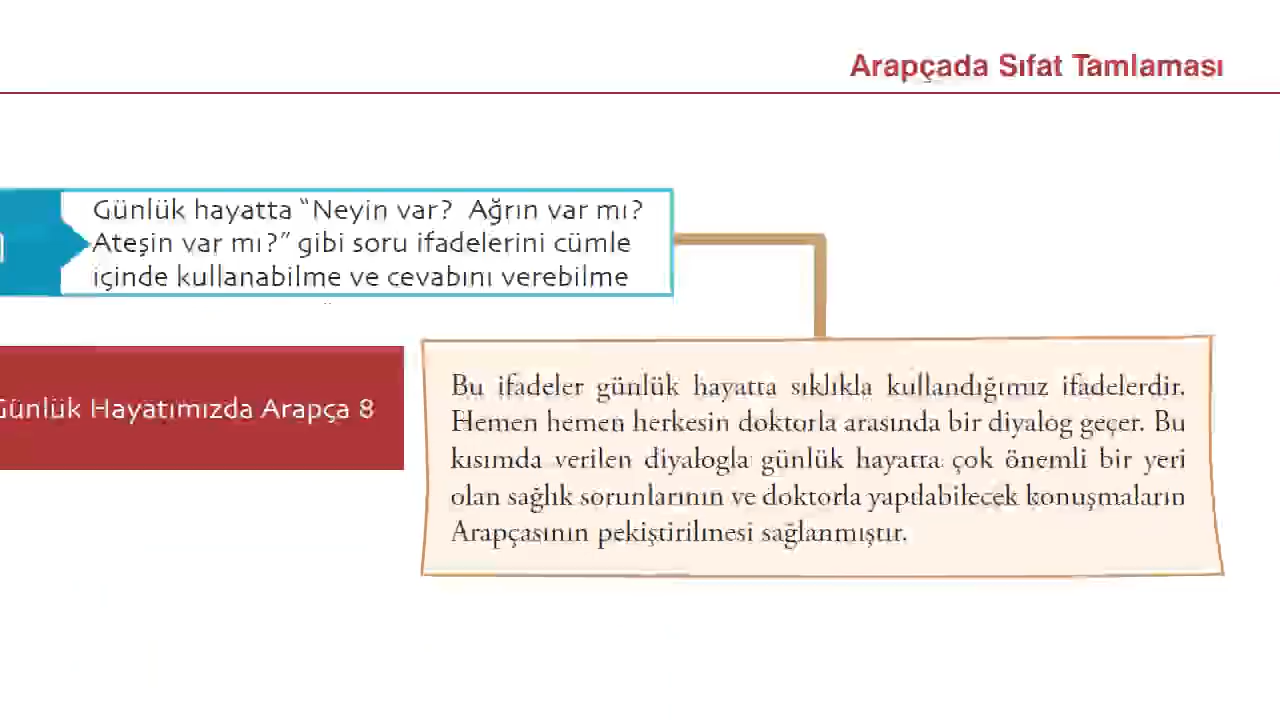 Arapçada Sıfat Tamlaması
Günlük hayatta “Neyin var? Ağrın var mı?
Ateşin var mı?” gibi soru ifadelerini cümle
içinde kullanabilme ve cevabını verebilme
Günlük Hayatımızda Arapça 8
Bu ifadeler günlük hayatta sıklıkla kullandığımız ifadelerdir.
Hemen hemen herkesin doktorla arasında bir diyalog geçer. Bu
kısımda verilen diyalogla günlük hayatta çok önemli bir yeri
olan sağlık sorunlarının ve doktorla yapılabilecek konuşmaların
Arapçasının pekiştirilmesi sağlanmıştır.